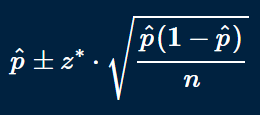 p̂ ± z* · √(p̂(1 − p̂)/n)